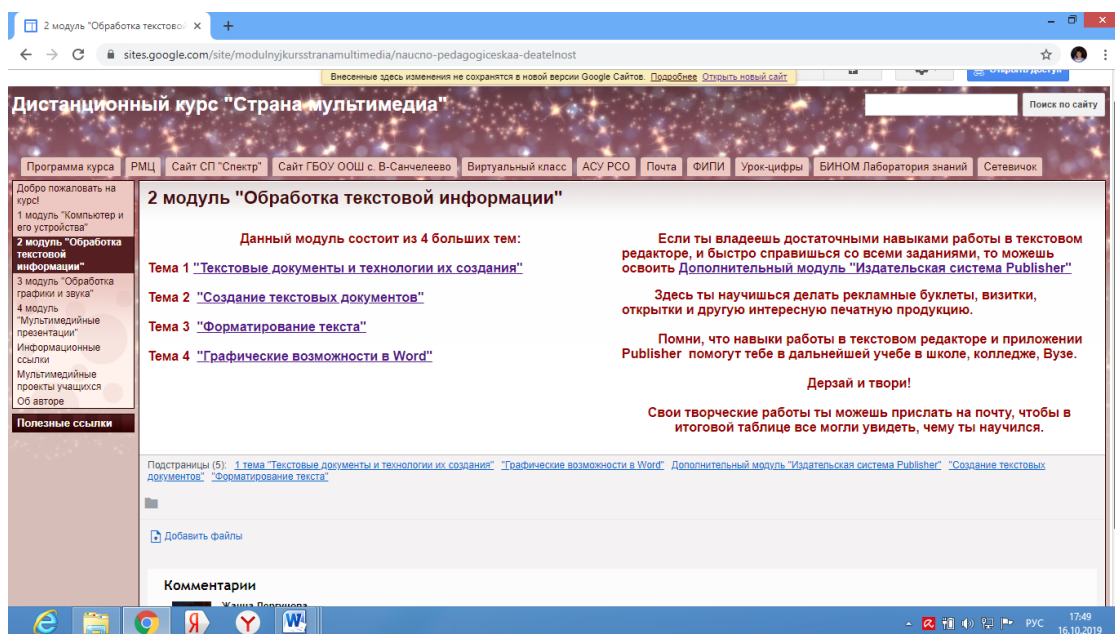 2 модуль "Обработка текстовой
sites.google.com/site/modulnyjkursstranamultimedia/naucno-pedagogiceskaa-deatelnost
Внесенные здесь изменения не сохранятся в новой версии Google Сайтов. Подробнее Открыть новый сайт
Открыть доступ
Дистанционный курс "Страна мультимедиа"
Поиск по сайту
Программа курса РМЦ Сайт СП "Спектр" Сайт ГБОУ ООШ с. В-Санчелеево Виртуальный класс АСУ РСО Почта ФИПИ Урок-цифры БИНОМ Лаборатория знаний Сетевичок
Добро пожаловать на
курс!
1 модуль "Компьютер и
его устройства"
2 модуль "Обработка
текстовой
информации"
3 модуль "Обработка
графики и звука"
4 модуль
"Мультимедийные
презентации"
Информационные
ссылки
Мультимедийные
проекты учащихся
Об авторе
Полезные ссылки
2 модуль "Обработка текстовой информации"
Данный модуль состоит из 4 больших тем:
Тема 1 "Текстовые документы и технологии их создания"
Тема 2 "Создание текстовых документов"
Тема 3 "Форматирование текста"
Тема 4 "Графические возможности в Word"
Если ты владеешь достаточными навыками работы в текстовом
редакторе, и быстро справишься со всеми заданиями, то можешь
освоить Дополнительный модуль "Издательская система Publisher"
Здесь ты научишься делать рекламные буклеты, визитки,
открытки и другую интересную печатную продукцию.
Помни, что навыки работы в текстовом редакторе и приложении
Publisher помогут тебе в дальнейшей учебе в школе, колледже, Вузе.
Дерзай и твори!
Свои творческие работы ты можешь прислать на почту, чтобы в
итоговой таблице все могли увидеть, чему ты научился.
Подстраницы (5): 1 тема "Текстовые документы и технологии их создания" "Графические возможности в Word" Дополнительный модуль "Издательская система Publisher" "Создание текстовых
документов" "Форматирование текста"
Добавить файлы
Комментарии
Жанна
РУС
17:49
16.10.2019